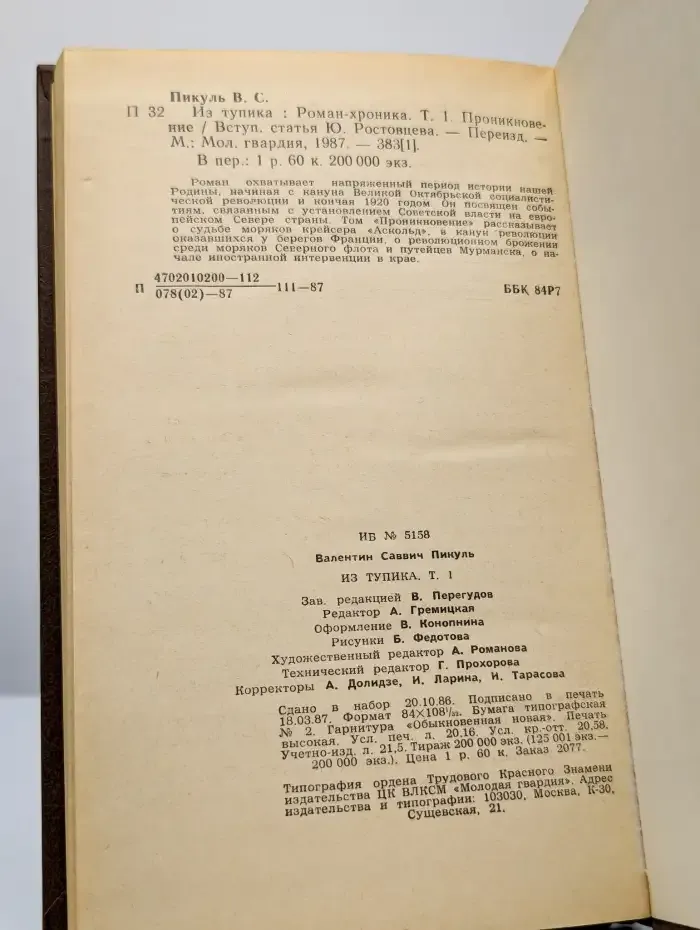 Пикуль В. С.
П 32 Из тупика : Роман-хроника. Т. 1. Проникнове-
ние / Вступ. статья Ю. Ростовцева. — Переизд. —
М.: Мол. гвардия, 1987. — 383[1].
В пер.: 1 р. 60 к. 200 000 экз.
Роман охватывает напряженный период истории нашей
Родины, начиная с кануна Великой Октябрьской социалисти-
ческой революции и кончая 1920 годом. Он посвящен собы-
тиям, связанным с установлением Советской власти на евро-
пейском Севере страны. Том «Проникновение» рассказывает
о судьбе моряков крейсера «Аскольд», в канун революции
оказавшихся у берегов Франции, о революционном брожении
среди моряков Северного флота и путейцев Мурманска, о на-
чале иностранной интервенции в крае.
П 4702010200—112
078(02)—87 —111—87 ББК 84Р7
ИБ № 5158
Валентин Саввич Пикуль
ИЗ ТУПИКА. Т. 1
Зав. редакцией В. Перегудов
Редактор А. Гремицкая
Оформление В. Конопкина
Рисунки Б. Федотова
Художественный редактор А. Романова
Технический редактор Г. Прохорова
Корректоры А. Долидзе, И. Ларина, И. Тарасова
Сдано в набор 20.10.86. Подписано в печать
18.03.87. Формат 84×108¹/₃₂. Бумага типографская
№ 2. Гарнитура «Обыкновенная новая». Печать
высокая. Усл. печ. л. 20,16. Усл. кр.-отт. 20,58.
Учетно-изд. л. 21,5. Тираж 200 000 экз. (125 001 экз.—
200 000 экз.). Цена 1 р. 60 к. Заказ 2077.
Типография ордена Трудового Красного Знамени
издательства ЦК ВЛКСМ «Молодая гвардия». Адрес
издательства и типографии: 103030, Москва, К-30,
Сущевская, 21.